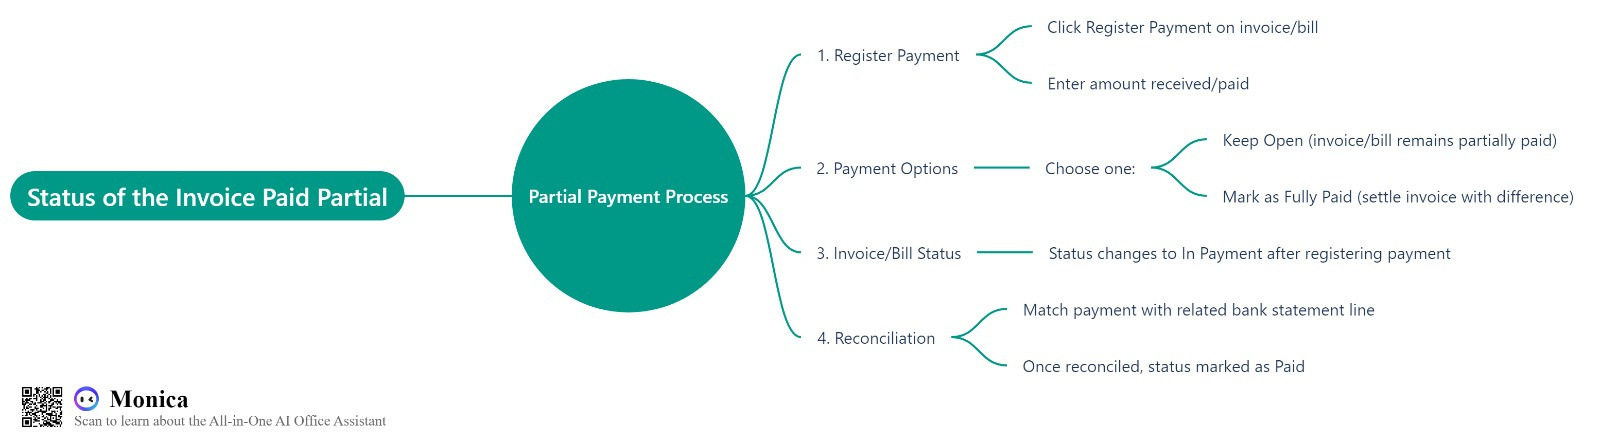 Status of the Invoice Paid Partial
Partial Payment Process
1. Register Payment
Click Register Payment on invoice/bill
Enter amount received/paid
2. Payment Options
Choose one:
Keep Open (invoice/bill remains partially paid)
Mark as Fully Paid (settle invoice with difference)
3. Invoice/Bill Status
Status changes to In Payment after registering payment
4. Reconciliation
Match payment with related bank statement line
Once reconciled, status marked as Paid
Monica
Scan to learn about the All-in-One AI Office Assistant